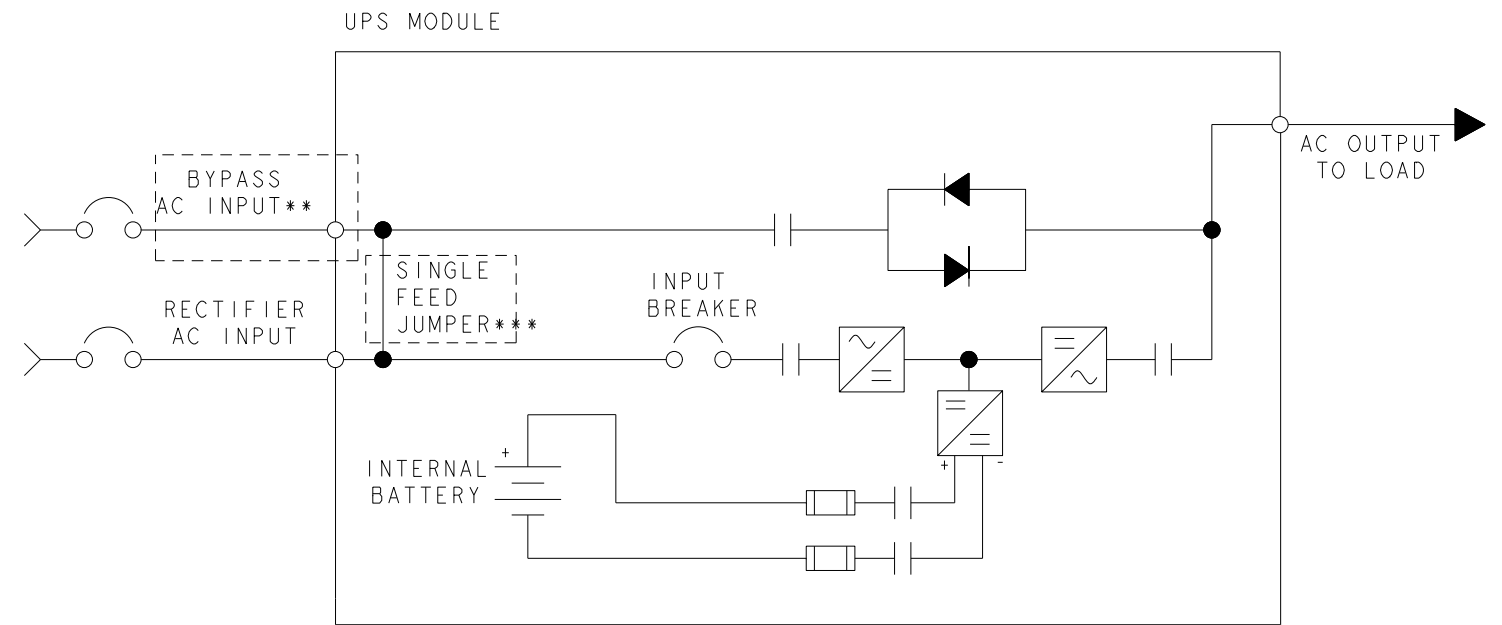 UPS MODULE
AC OUTPUT
TO LOAD
BYPASS
AC INPUT**
SINGLE
FEED
JUMPER***
INPUT
BREAKER
RECTIFIER
AC INPUT
+
INTERNAL
BATTERY
+ -